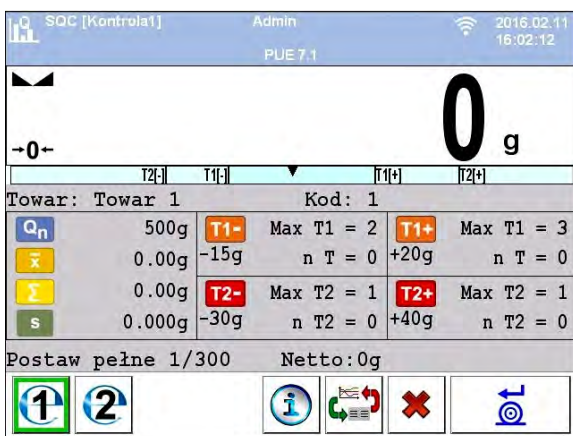 SQC [Kontrola1] Admin 2016.02.11
16:02:12
PUE 7.1
0 g
→0←
T2[-] T1[-] T1[+] T2[+]
Towar: Towar 1 Kod: 1
Qn 500g T1- Max T1 = 2 T1+ Max T1 = 3
x̄ 0.00g -15g n T = 0 +20g n T = 0
Σ 0.00g T2- Max T2 = 1 T2+ Max T2 = 1
s 0.000g -30g n T2 = 0 +40g n T2 = 0
Postaw pełne 1/300 Netto:0g
1 2 i